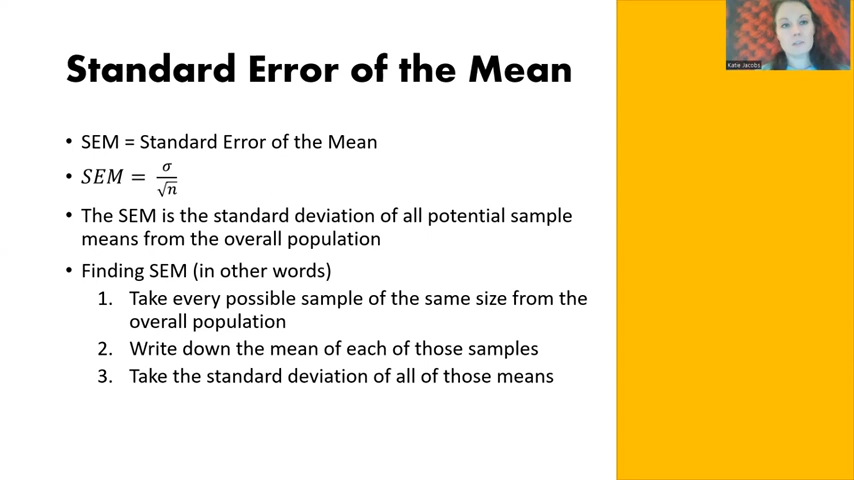 Standard Error of the Mean
Katie Jacobs
• SEM = Standard Error of the Mean
• SEM = σ/√n
• The SEM is the standard deviation of all potential sample
means from the overall population
• Finding SEM (in other words)
1. Take every possible sample of the same size from the
overall population
2. Write down the mean of each of those samples
3. Take the standard deviation of all of those means